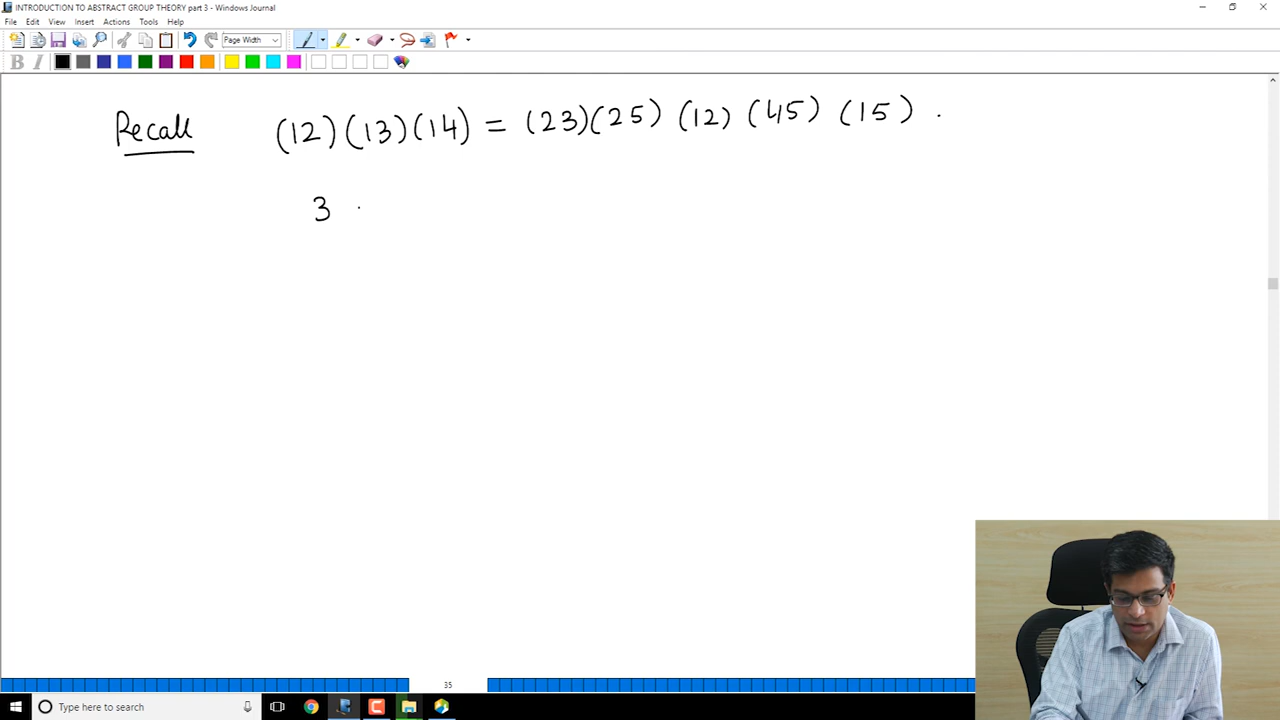 INTRODUCTION TO ABSTRACT GROUP THEORY part 3 - Windows Journal
File Edit View Insert Actions Tools Help
Page Width
B I
Recall (12)(13)(14) = (23)(25) (12) (45) (15) .
3
35
Type here to search